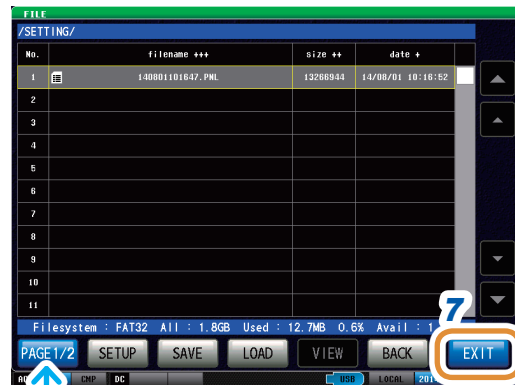 FILE
/SETTING/
No. filename +++ size ++ date +
1 140801101647.PNL 13266944 14/08/01 10:16:52
2
3
4
5
6
7
8
9
10
11
7
Filesystem : FAT32 All : 1.8GB Used : 12.7MB 0.6% Avail : 1
PAGE1/2 SETUP SAVE LOAD VIEW BACK EXIT
CMP DC USB LOCAL 201